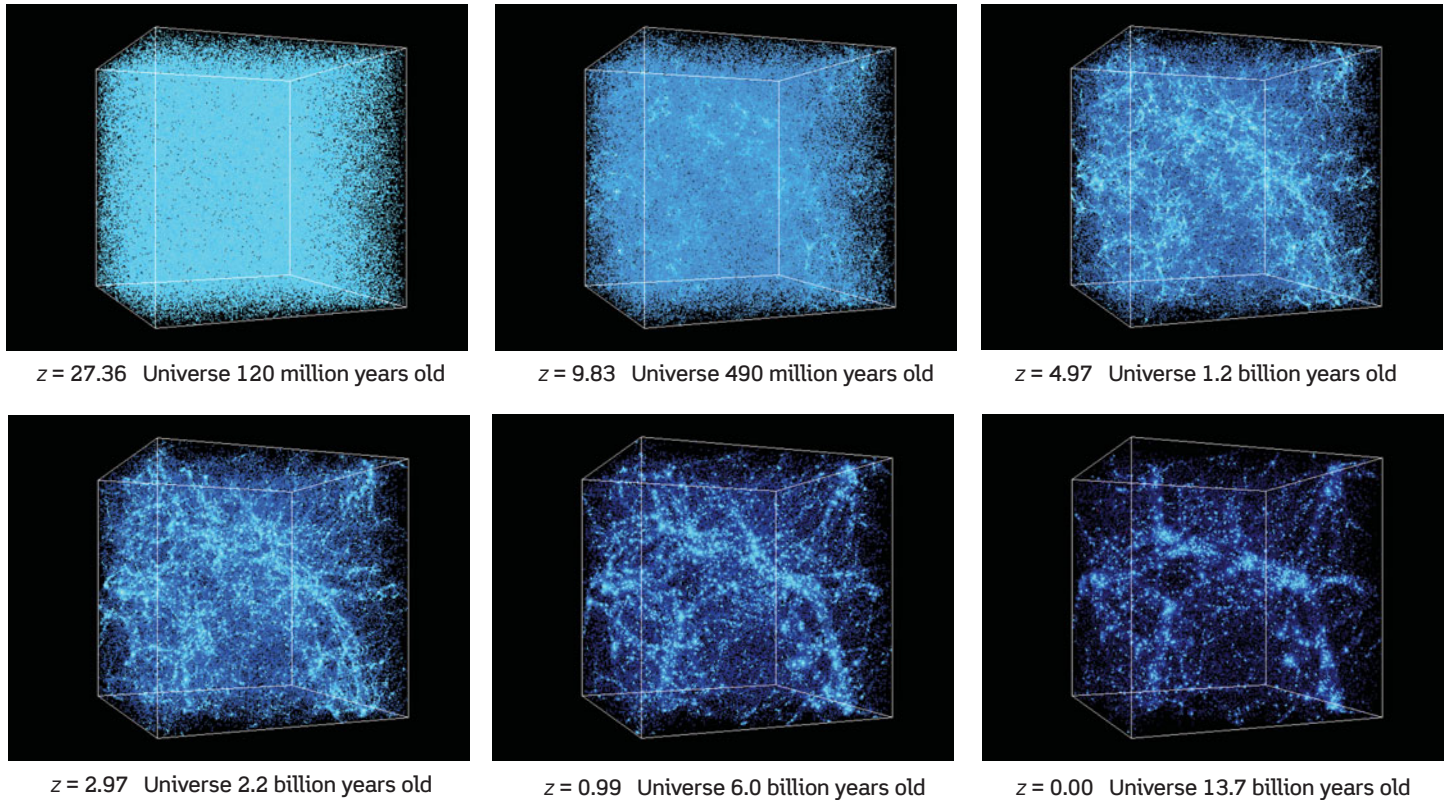 z = 27.36 Universe 120 million years old
z = 9.83 Universe 490 million years old
z = 4.97 Universe 1.2 billion years old
z = 2.97 Universe 2.2 billion years old
z = 0.99 Universe 6.0 billion years old
z = 0.00 Universe 13.7 billion years old